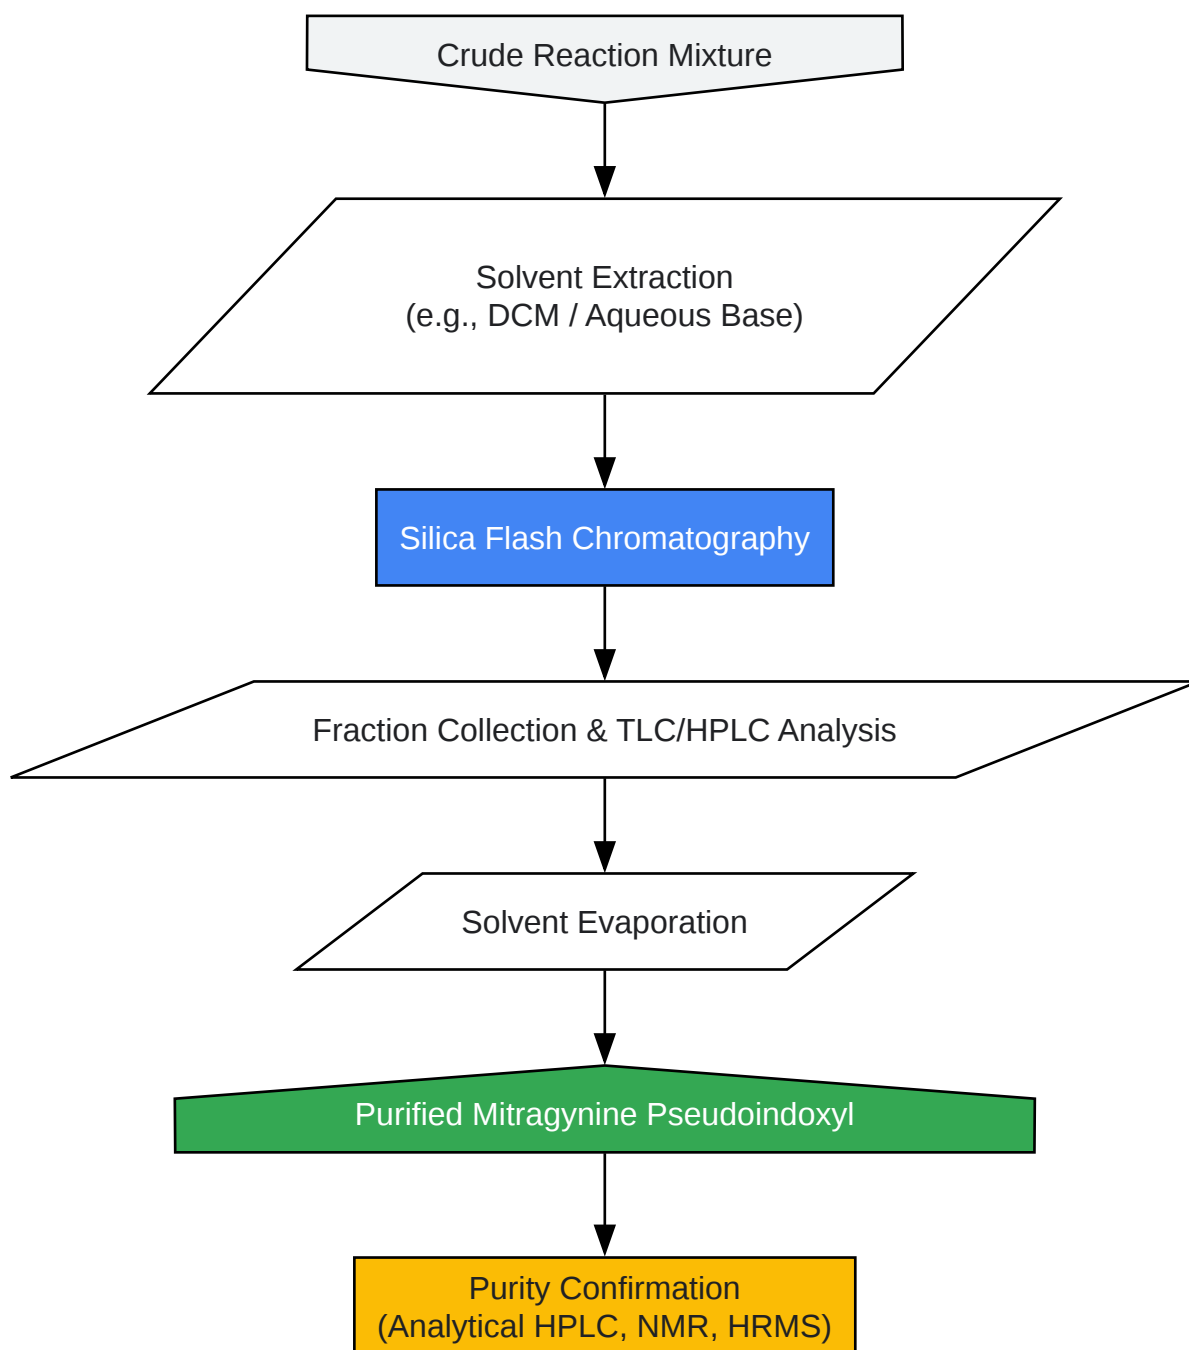 Crude Reaction Mixture
Solvent Extraction
(e.g., DCM / Aqueous Base)
Silica Flash Chromatography
Fraction Collection & TLC/HPLC Analysis
Solvent Evaporation
Purified Mitragynine Pseudoindoxyl
Purity Confirmation
(Analytical HPLC, NMR, HRMS)